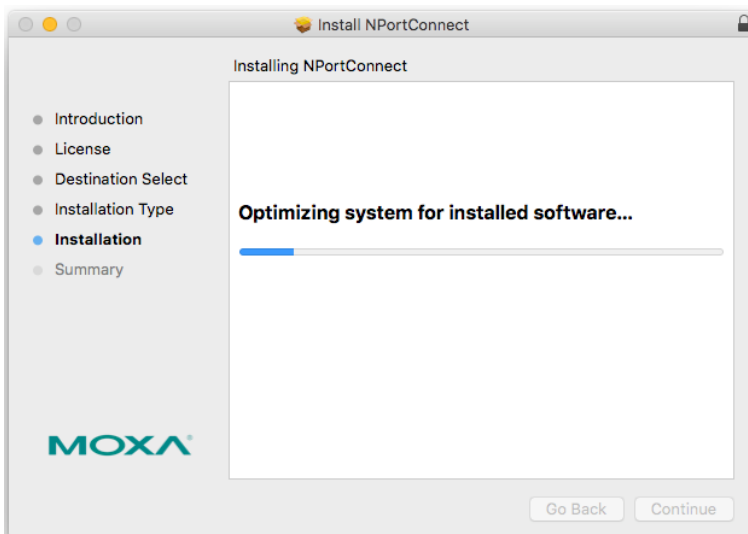 Install NPortConnect
Installing NPortConnect
Introduction
License
Destination Select
Installation Type
Installation
Summary
Optimizing system for installed software...
MOXA®
Go Back
Continue